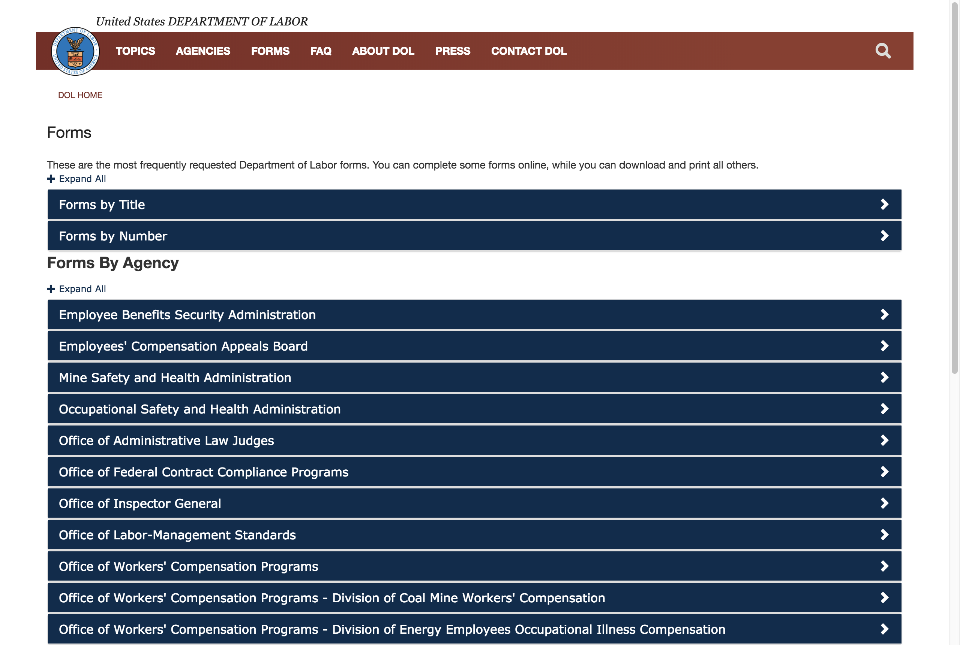 United States DEPARTMENT OF LABOR
TOPICS AGENCIES FORMS FAQ ABOUT DOL PRESS CONTACT DOL
DOL HOME
Forms
These are the most frequently requested Department of Labor forms. You can complete some forms online, while you can download and print all others.
Expand All
Forms by Title
Forms by Number
Forms By Agency
Expand All
Employee Benefits Security Administration
Employees' Compensation Appeals Board
Mine Safety and Health Administration
Occupational Safety and Health Administration
Office of Administrative Law Judges
Office of Federal Contract Compliance Programs
Office of Inspector General
Office of Labor-Management Standards
Office of Workers' Compensation Programs
Office of Workers' Compensation Programs - Division of Coal Mine Workers' Compensation
Office of Workers' Compensation Programs - Division of Energy Employees Occupational Illness Compensation